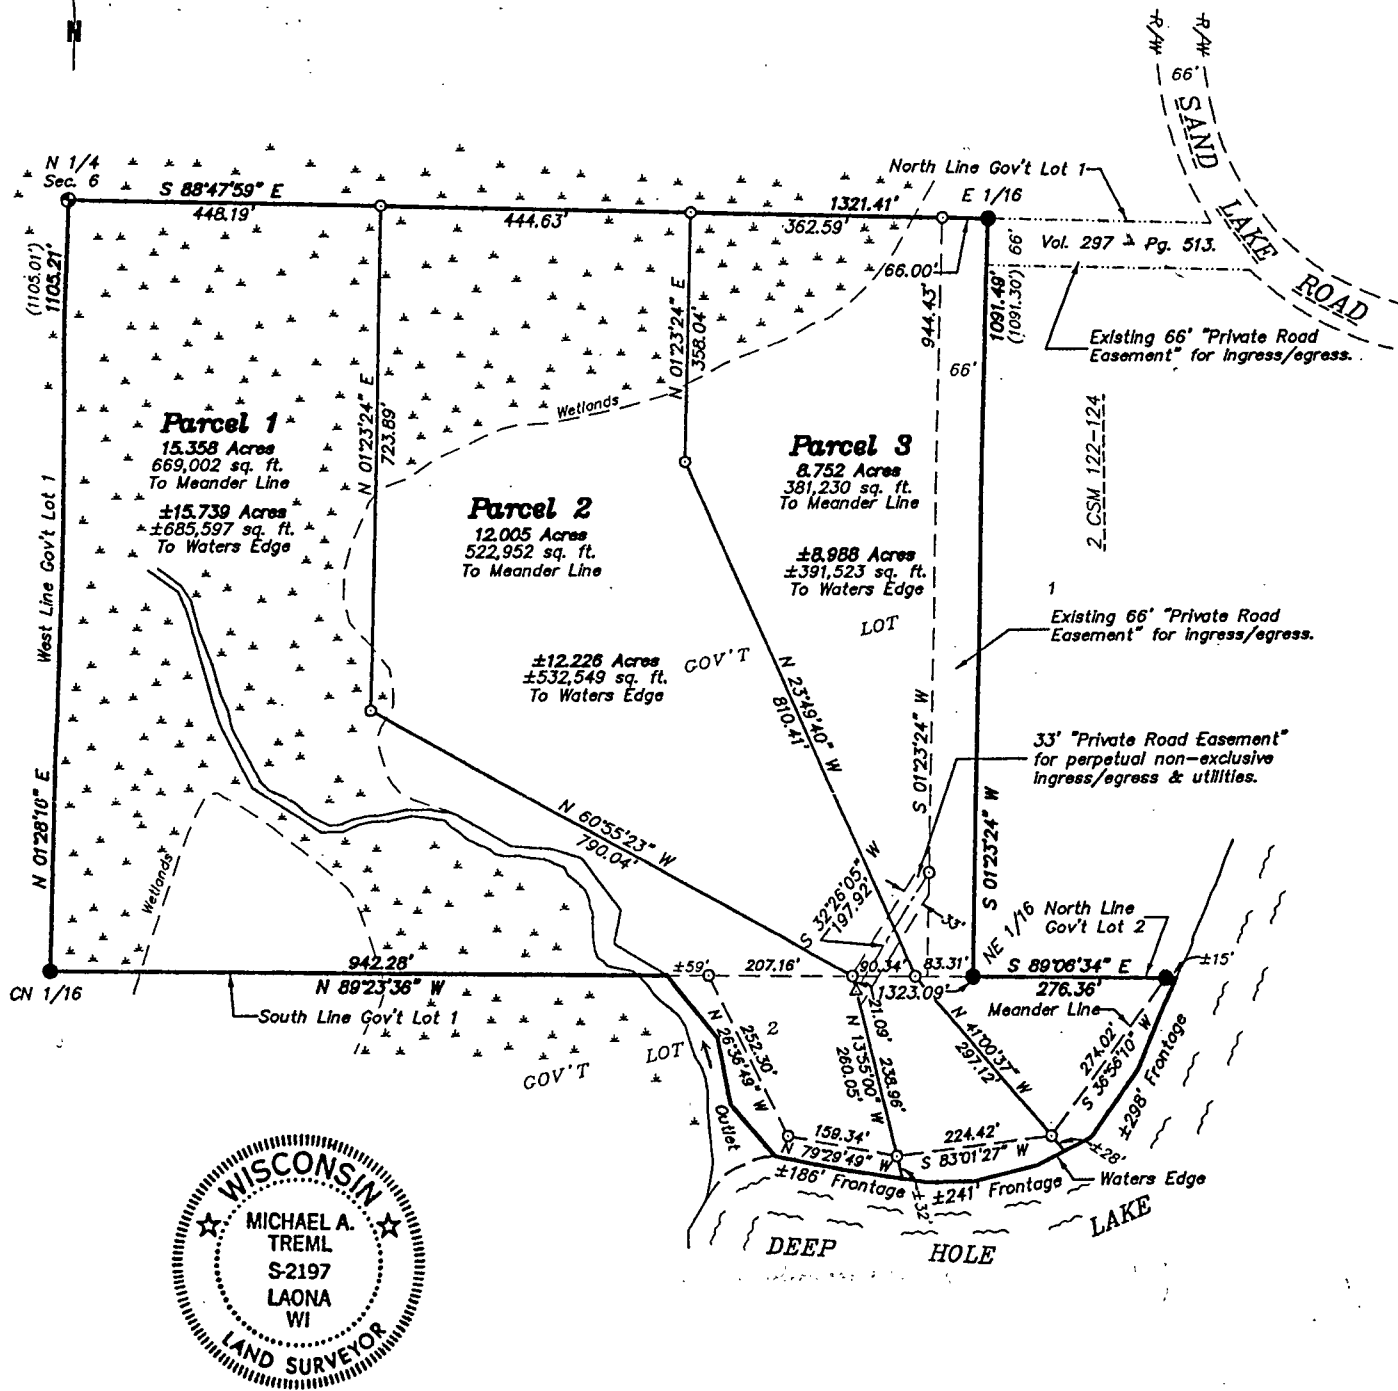 N
R/W
R/W
66'
SAND
LAKE
ROAD
N 1/4
Sec. 6
S 88°47'59" E
448.19'
444.63'
1321.41'
362.59'
North Line Gov't Lot 1
E 1/16
66'
Vol. 297
Pg. 513.
66.00'
(1105.01')
1105.21'
N 01°23'24" E
358.04'
944.43'
1091.49'
(1091.30')
Existing 66' "Private Road
Easement" for ingress/egress.
66'
Wetlands
2 CSM 122-124
N 01°23'24" E
723.89'
Parcel 1
15.358 Acres
669,002 sq. ft.
To Meander Line
±15.739 Acres
±685,597 sq. ft.
To Waters Edge
Parcel 2
12.005 Acres
522,952 sq. ft.
To Meander Line
±12.226 Acres
±532,549 sq. ft.
To Waters Edge
Parcel 3
8.752 Acres
381,230 sq. ft.
To Meander Line
±8.988 Acres
±391,523 sq. ft.
To Waters Edge
West Line Gov't Lot 1
GOV'T
LOT
1
Existing 66' "Private Road
Easement" for ingress/egress.
N 23°49'40" W
810.41'
S 01°23'24" W
33' "Private Road Easement"
for perpetual non-exclusive
ingress/egress & utilities.
N 01°28'10" E
N 60°55'23" W
790.04'
S 32°26'05" W
197.92'
33'
S 01°23'24" W
Wetlands
NE 1/16
North Line
Gov't Lot 2
±15'
CN 1/16
942.28'
N 89°23'36" W
±59'
207.16'
90.34'
83.31'
1323.09'
S 89°06'34" E
276.36'
Meander Line
South Line Gov't Lot 1
GOV'T
LOT
2
N 26°36'49" W
252.30'
21.09'
238.96'
N 13°55'00" W
260.05'
N 41°00'37" W
297.12'
274.02'
S 36°56'10" W
±298' Frontage
Outlet
159.34'
N 79°29'49" W
224.42'
S 83°01'27" W
±28'
±186' Frontage
±32'
±241' Frontage
Waters Edge
DEEP
HOLE
LAKE
WISCONSIN
MICHAEL A.
TREML
S-2197
LAONA
WI
LAND SURVEYOR